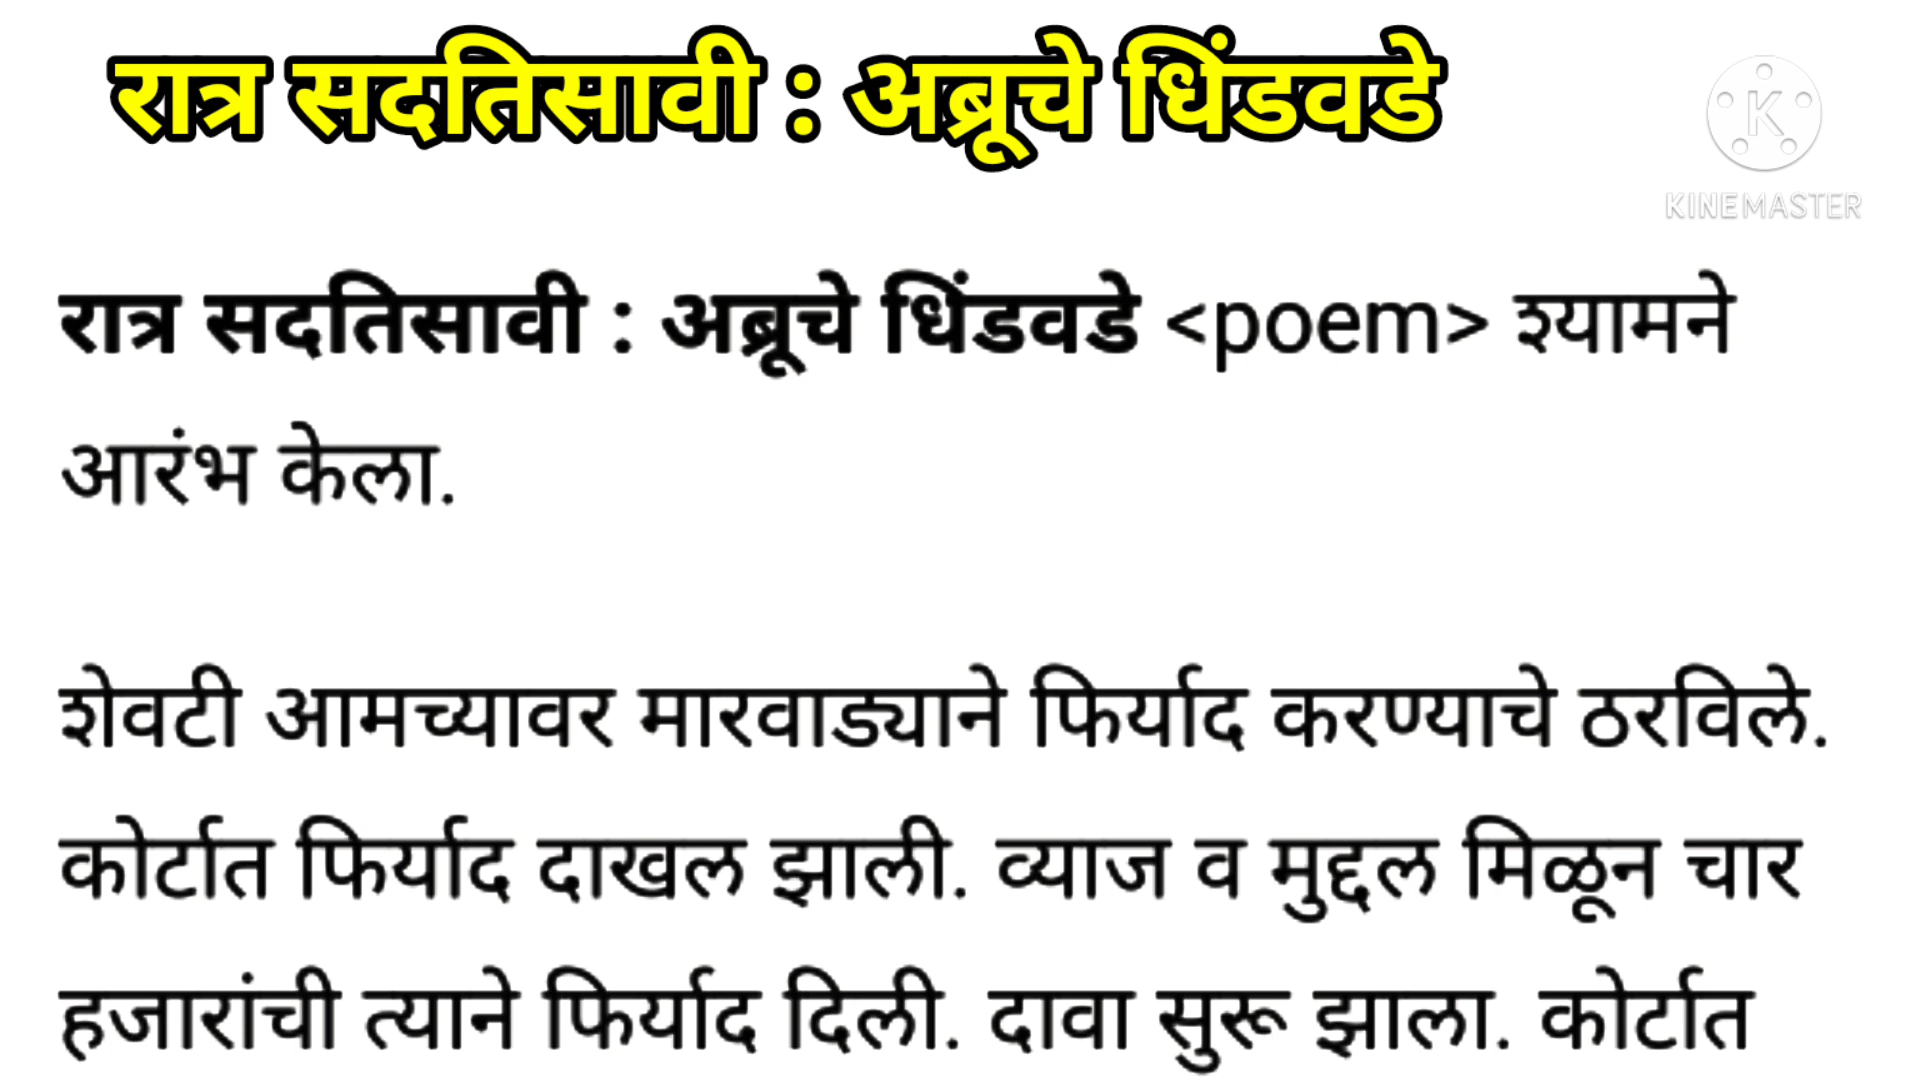 रात्र सदतिसावी : अब्रूचे धिंडवडे
K
KINEMASTER
रात्र सदतिसावी : अब्रूचे धिंडवडे <poem> श्यामने
आरंभ केला.
शेवटी आमच्यावर मारवाड्याने फिर्याद करण्याचे ठरविले.
कोर्टात फिर्याद दाखल झाली. व्याज व मुद्दल मिळून चार
हजारांची त्याने फिर्याद दिली. दावा सुरू झाला. कोर्टात